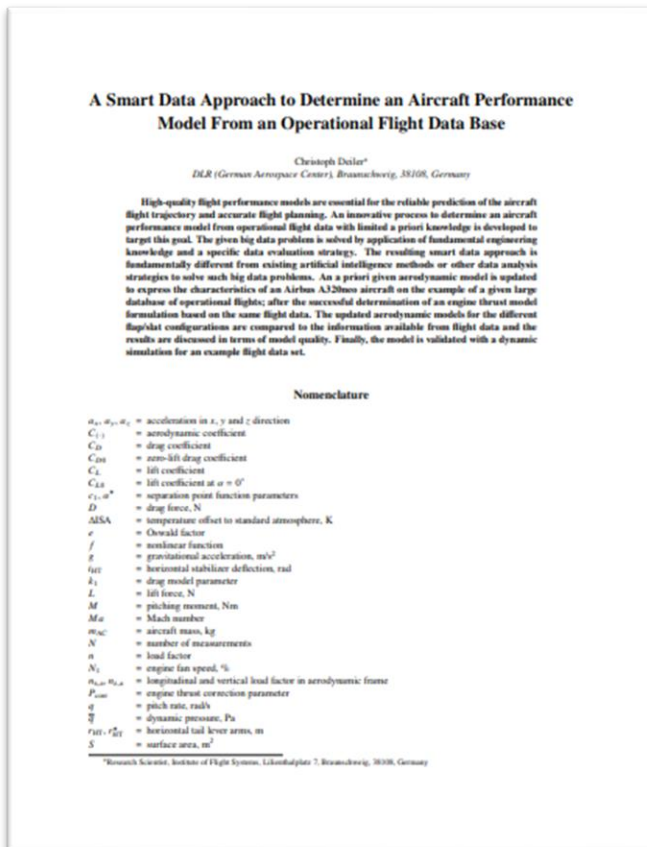 A Smart Data Approach to Determine an Aircraft Performance
Model From an Operational Flight Data Base
Christoph Deiler*
DLR (German Aerospace Center), Braunschweig, 38108, Germany
High-quality flight performance models are essential for the reliable prediction of the aircraft
flight trajectory and accurate flight planning. An innovative process to determine an aircraft
performance model from operational flight data with limited a priori knowledge is developed to
target this goal. The given big data problem is solved by application of fundamental engineering
knowledge and a specific data evaluation strategy. The resulting smart data approach is
fundamentally different from existing artificial intelligence methods or other data analysis
strategies to solve such big data problems. An a priori given aerodynamic model is updated
to express the characteristics of an Airbus A320neo aircraft on the example of a given large
database of operational flights; after the successful determination of an engine thrust model
formulation based on the same flight data. The updated aerodynamic models for the different
flap/slat configurations are compared to the information available from flight data and the
results are discussed in terms of model quality. Finally, the model is validated with a dynamic
simulation for an example flight data set.
Nomenclature
= acceleration in x, y and z direction
= aerodynamic coefficient
C_D = drag coefficient
C_D0 = zero-lift drag coefficient
C_L = lift coefficient
C_L0 = lift coefficient at α = 0°
= separation point function parameters
D = drag force, N
ΔISA = temperature offset to standard atmosphere, K
e = Oswald factor
f = nonlinear function
g = gravitational acceleration, m/s²
i_HT = horizontal stabilizer deflection, rad
k_1 = drag model parameter
L = lift force, N
M = pitching moment, Nm
Ma = Mach number
m_AC = aircraft mass, kg
N = number of measurements
n = load factor
N_1 = engine fan speed, %
= longitudinal and vertical load factor in aerodynamic frame
= engine thrust correction parameter
q = pitch rate, rad/s
q̅ = dynamic pressure, Pa
= horizontal tail lever arms, m
S = surface area, m²
*Research Scientist, Institute of Flight Systems, Lilienthalplatz 7, Braunschweig, 38108, Germany